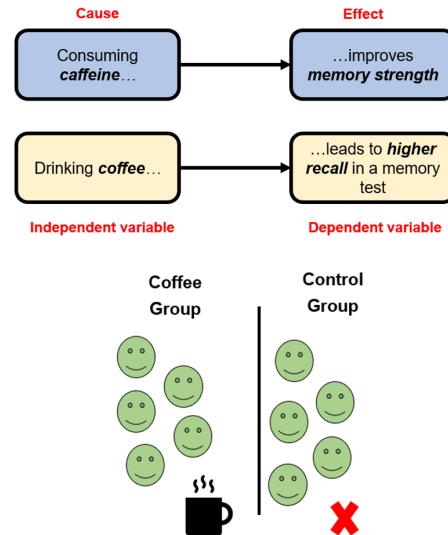 Cause
Effect
Consuming
caffeine…
…improves
memory strength
Drinking coffee…
…leads to higher
recall in a memory
test
Independent variable
Dependent variable
Coffee
Group
Control
Group